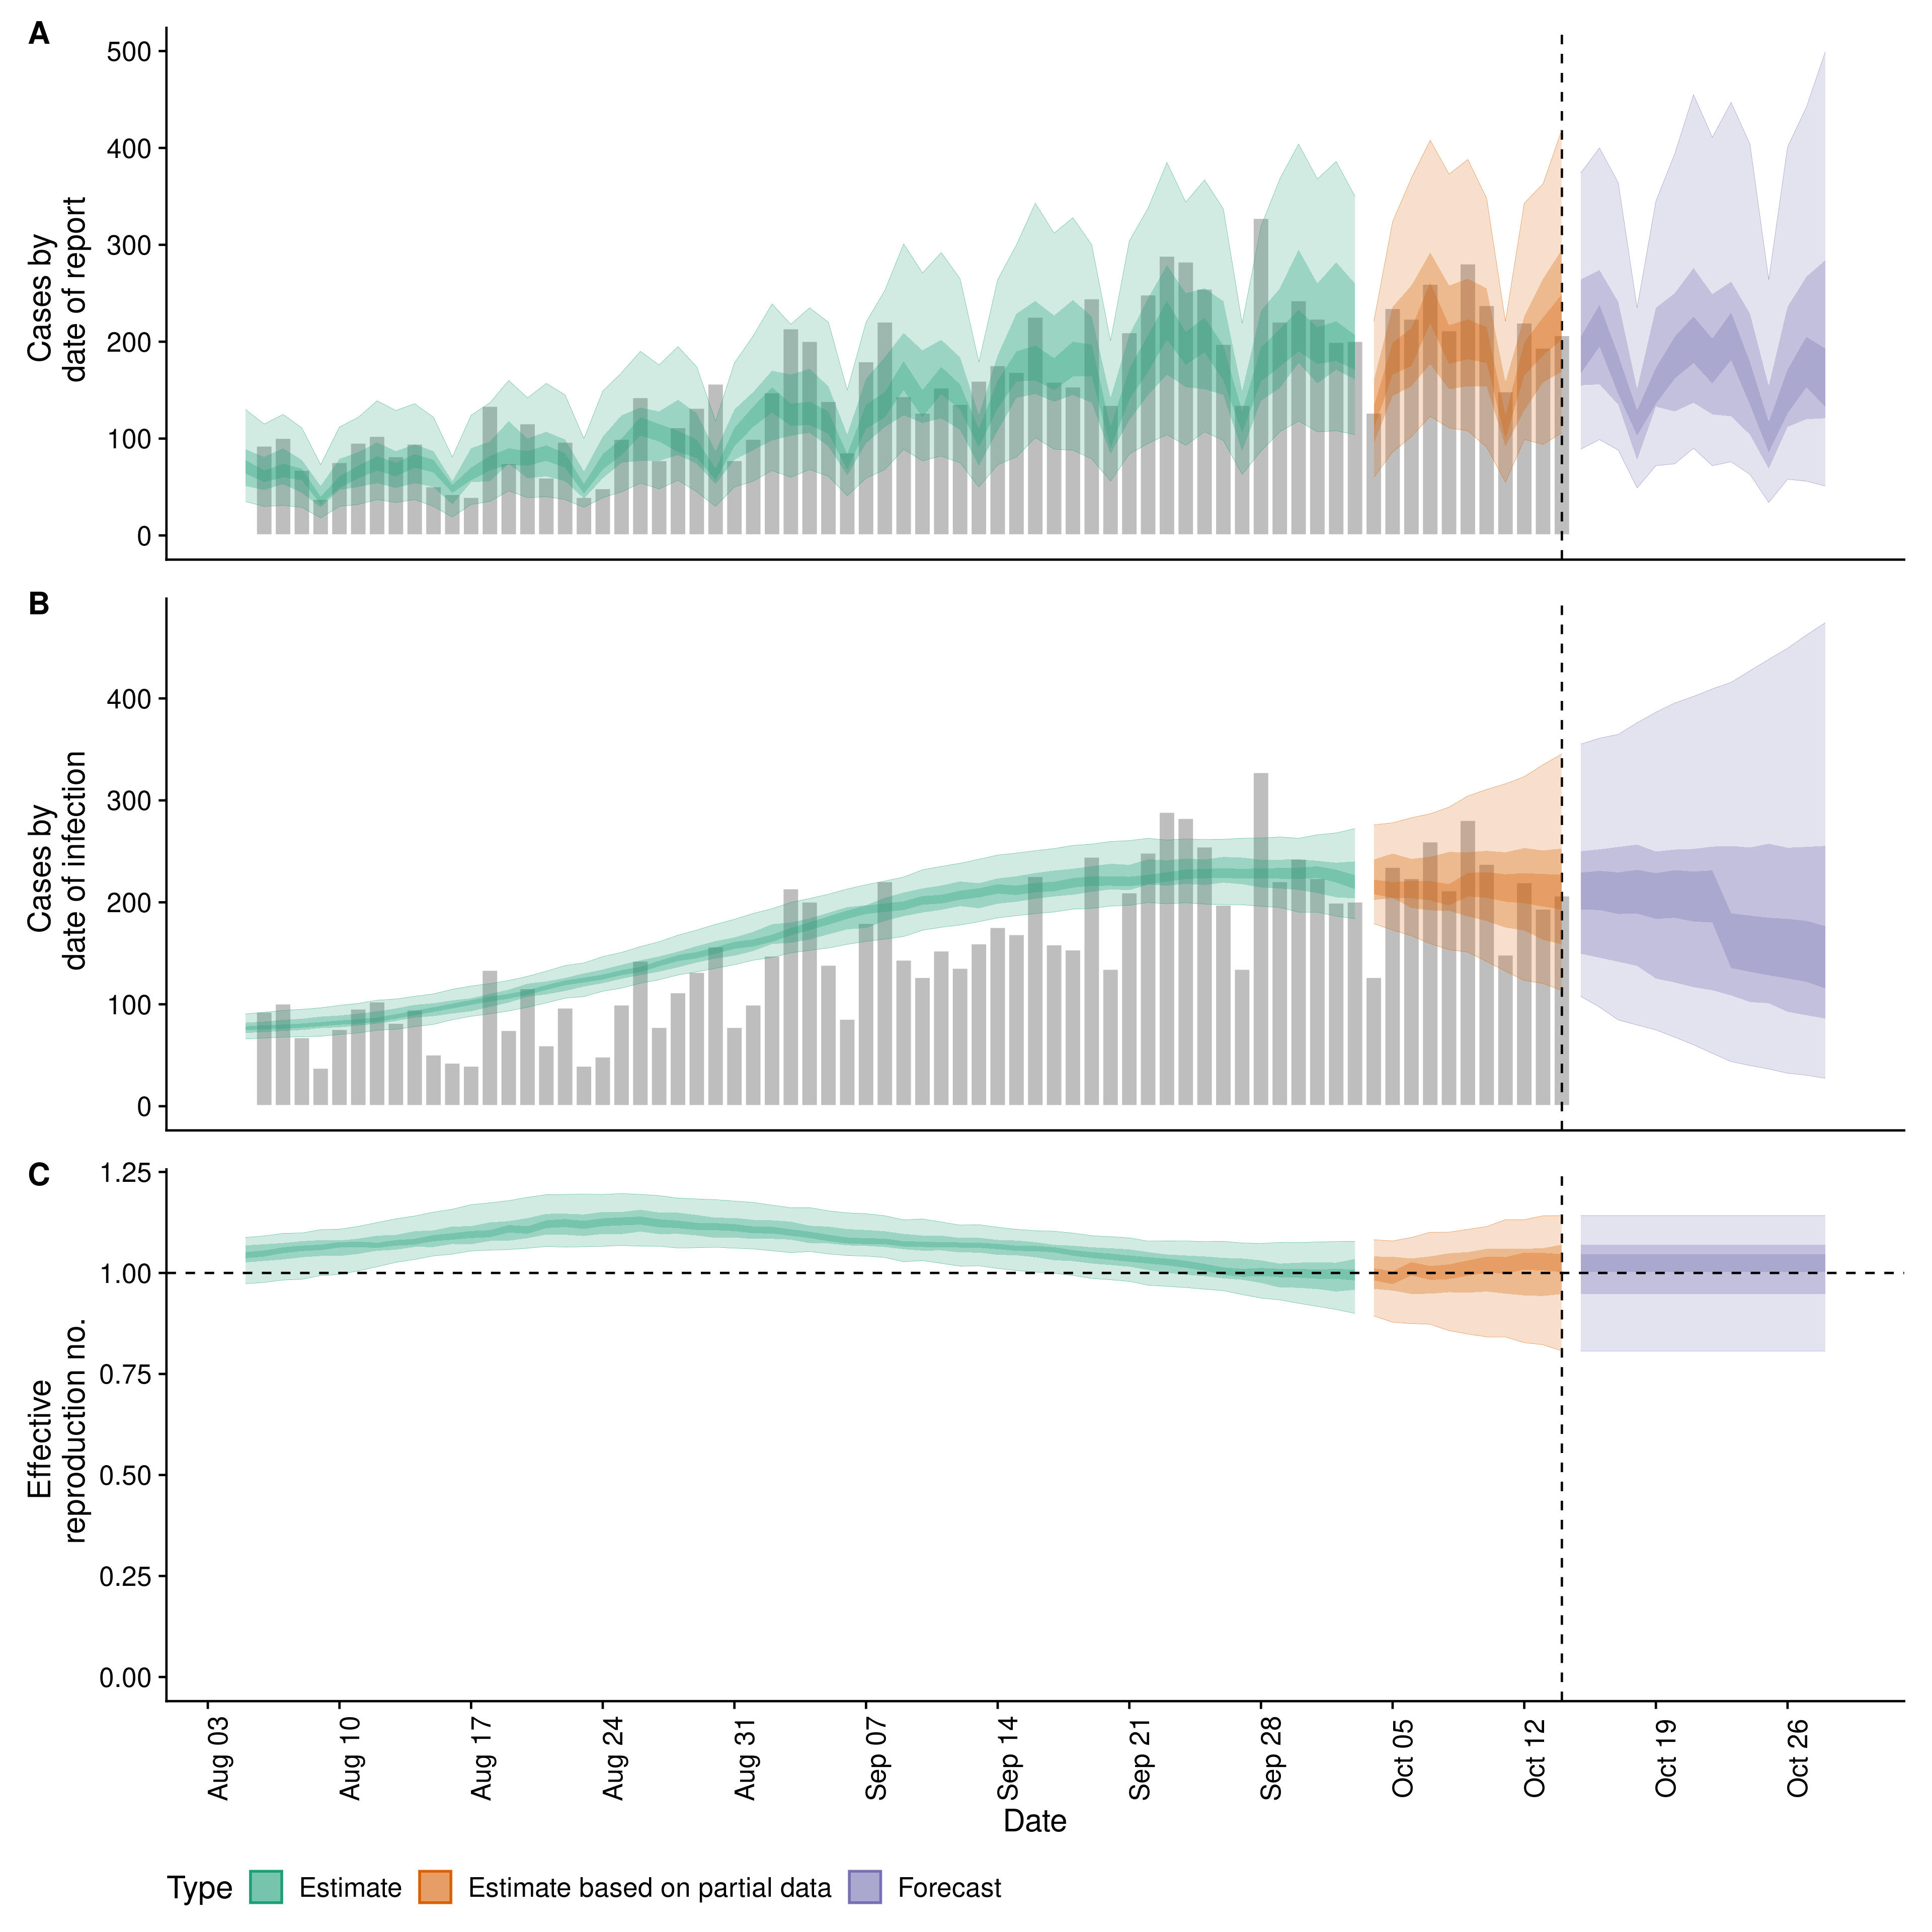 A
500
400
300
200
100
0
Cases by
date of report
B
400
300
200
100
0
Cases by
date of infection
C
1.25
1.00
0.75
0.50
0.25
0.00
Effective
reproduction no.
Aug 03
Aug 10
Aug 17
Aug 24
Aug 31
Sep 07
Sep 14
Sep 21
Sep 28
Oct 05
Oct 12
Oct 19
Oct 26
Date
Type Estimate Estimate based on partial data Forecast